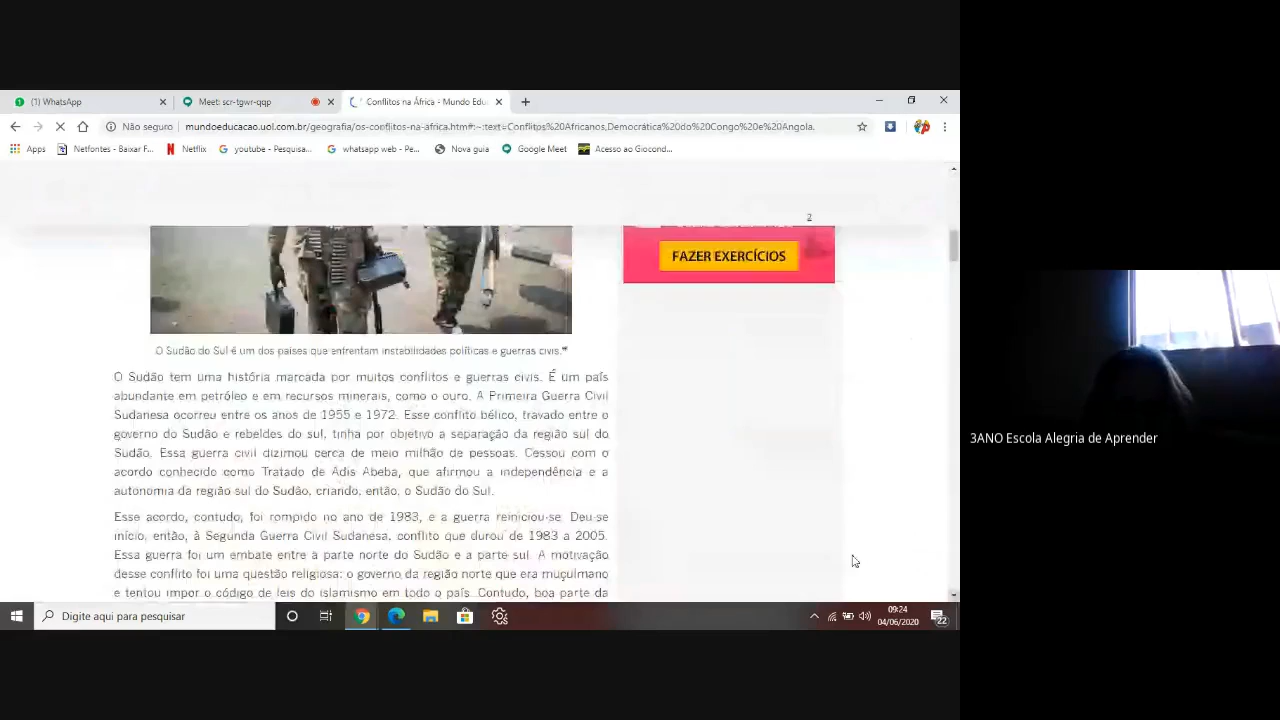 (1) WhatsApp
Meet: scr-tgwr-qqp
Conflitos na África - Mundo Edu
Não seguro
mundoeducacao.uol.com.br/geografia/os-conflitos-na-africa.htm#:~:text=Conflitos%20Africanos,Democrática%20do%20Congo%20e%20Angola.
Apps
Netfontes - Baixar F...
Netflix
youtube - Pesquisa...
whatsapp web - Pe...
Nova guia
Google Meet
Acesso ao Giocond...
2
FAZER EXERCÍCIOS
O Sudão do Sul é um dos países que enfrentam instabilidades políticas e guerras civis.*
O Sudão tem uma história marcada por muitos conflitos e guerras civis. É um país
abundante em petróleo e em recursos minerais, como o ouro. A Primeira Guerra Civil
Sudanesa ocorreu entre os anos de 1955 e 1972. Esse conflito bélico, travado entre o
governo do Sudão e rebeldes do sul, tinha por objetivo a separação da região sul do
Sudão. Essa guerra civil dizimou cerca de meio milhão de pessoas. Cessou com o
acordo conhecido como Tratado de Adis Abeba, que afirmou a independência e a
autonomia da região sul do Sudão, criando, então, o Sudão do Sul.
Esse acordo, contudo, foi rompido no ano de 1983, e a guerra reiniciou-se. Deu-se
início, então, à Segunda Guerra Civil Sudanesa, conflito que durou de 1983 a 2005.
Essa guerra foi um embate entre a parte norte do Sudão e a parte sul. A motivação
desse conflito foi uma questão religiosa: o governo da região norte que era muçulmano
e tentou impor o código de leis do islamismo em todo o país. Contudo, boa parte da
3ANO Escola Alegria de Aprender
Digite aqui para pesquisar
09:24
04/06/2020
22